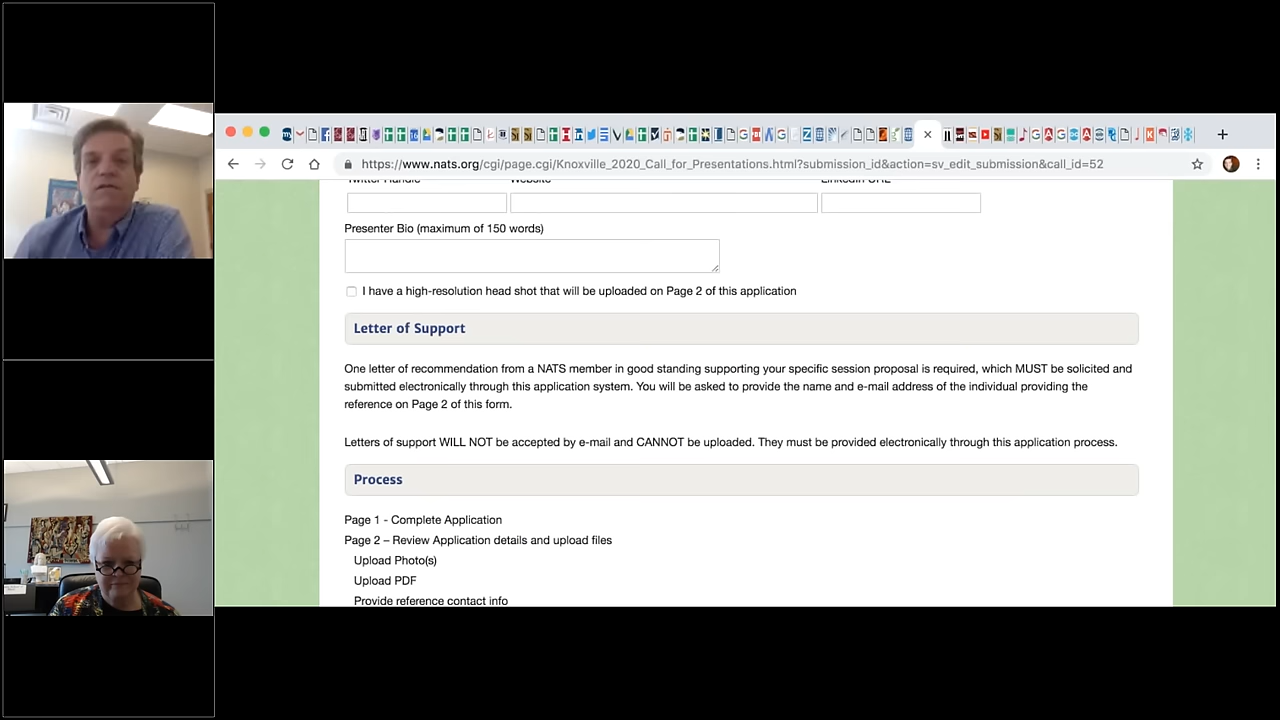 https://www.nats.org/cgi/page.cgi/Knoxville_2020_Call_for_Presentations.html?submission_id&action=sv_edit_submission&call_id=52
Twitter Handle Website LinkedIn URL
Presenter Bio (maximum of 150 words)
I have a high-resolution head shot that will be uploaded on Page 2 of this application
Letter of Support
One letter of recommendation from a NATS member in good standing supporting your specific session proposal is required, which MUST be solicited and
submitted electronically through this application system. You will be asked to provide the name and e-mail address of the individual providing the
reference on Page 2 of this form.
Letters of support WILL NOT be accepted by e-mail and CANNOT be uploaded. They must be provided electronically through this application process.
Process
Page 1 - Complete Application
Page 2 – Review Application details and upload files
Upload Photo(s)
Upload PDF
Provide reference contact info